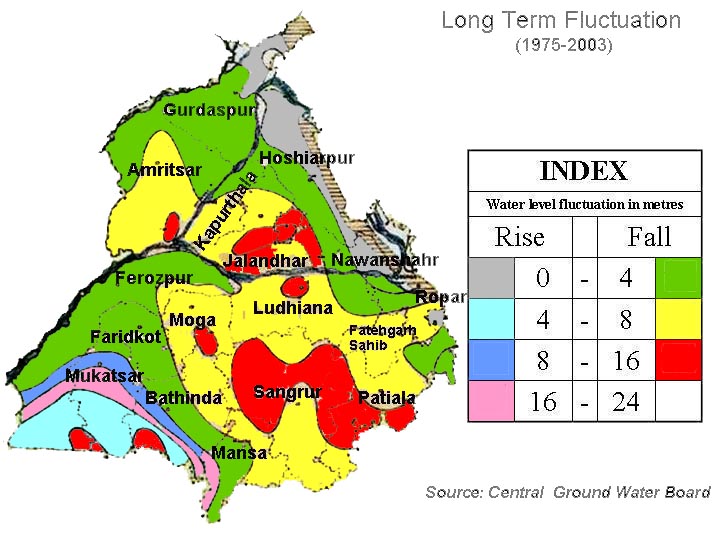 Long Term Fluctuation
(1975-2003)
Gurdaspur
Amritsar
Hoshiarpur
Kapurthala
Jalandhar
Nawanshahr
Ferozpur
Ropar
Ludhiana
Moga
Fatehgarh
Sahib
Faridkot
Mukatsar
Bathinda
Sangrur
Patiala
Mansa
INDEX
Water level fluctuation in metres
Rise Fall
0 - 4
4 - 8
8 - 16
16 - 24
Source: Central Ground Water Board